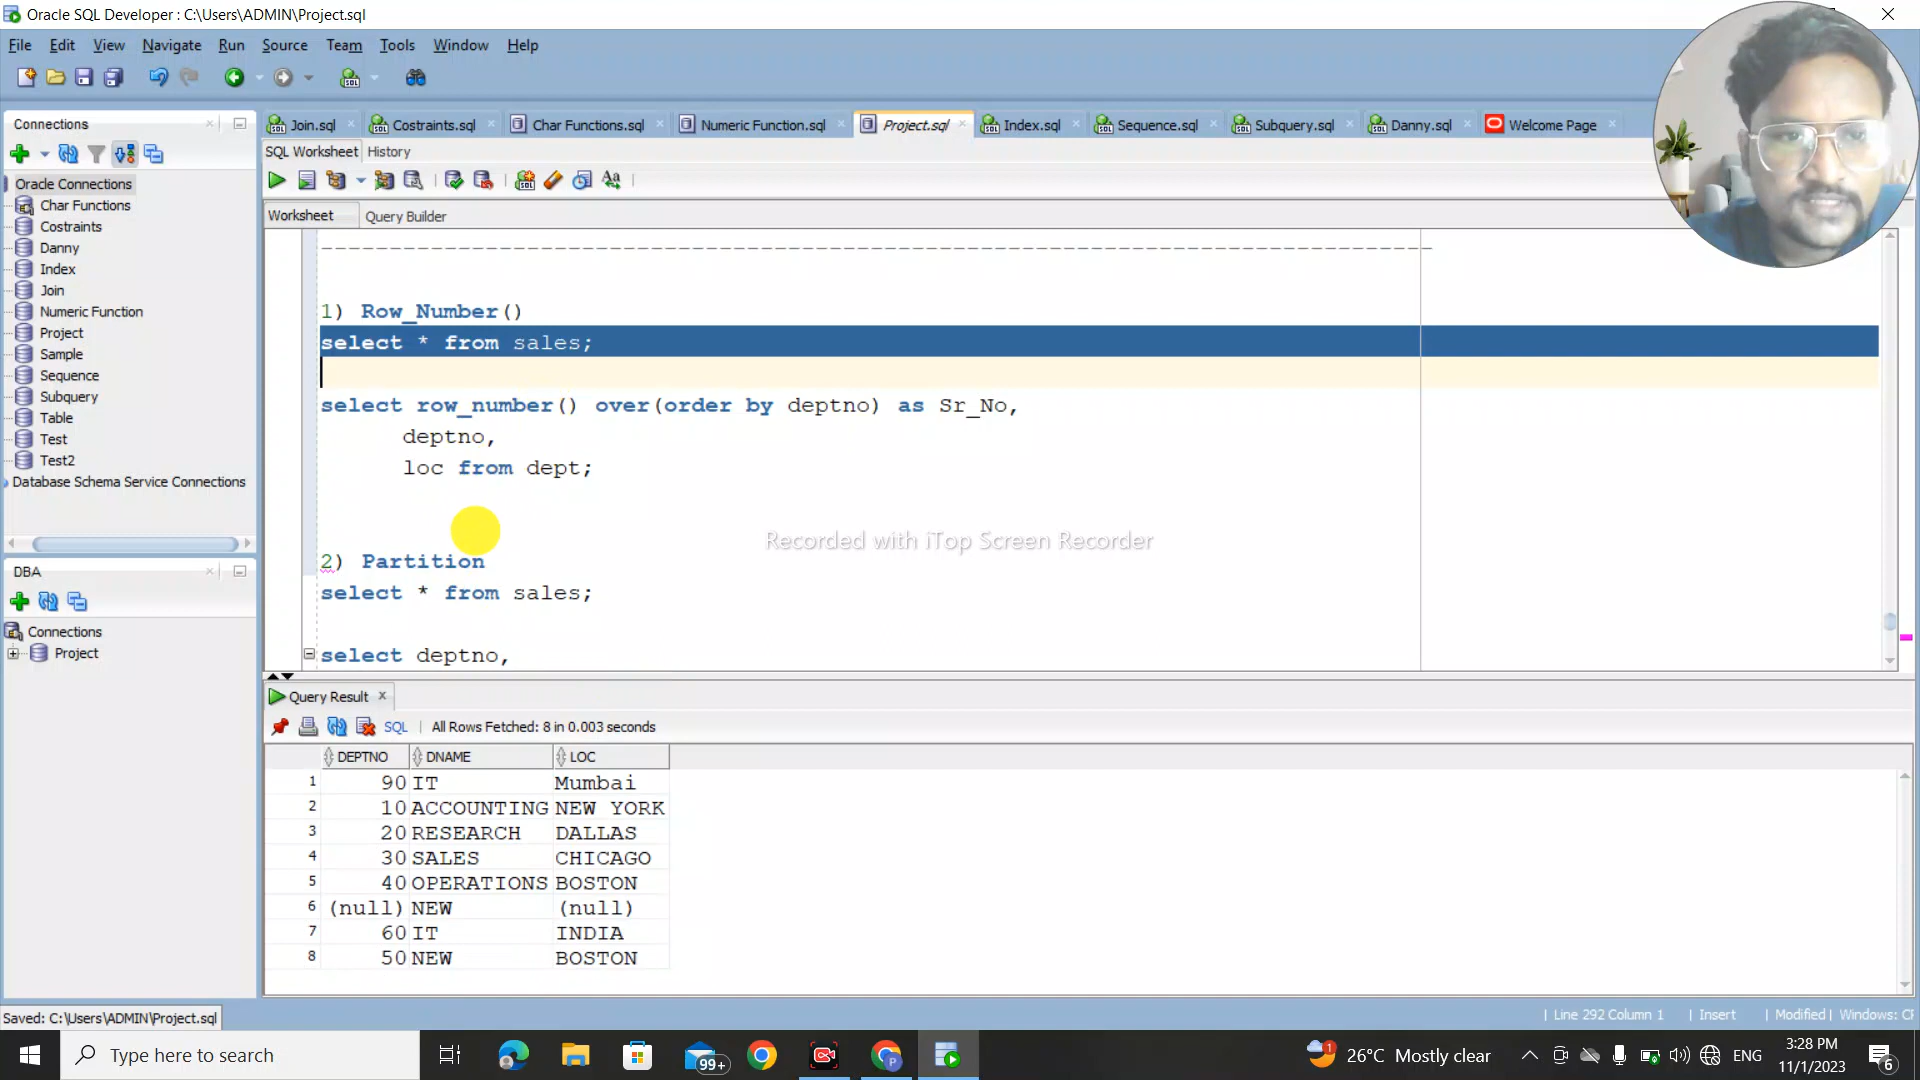 Oracle SQL Developer : C:\Users\ADMIN\Project.sql
File Edit View Navigate Run Source Team Tools Window Help
Connections
Join.sql Costraints.sql Char Functions.sql Numeric Function.sql Project.sql Index.sql Sequence.sql Subquery.sql Danny.sql Welcome Page
SQL Worksheet History
Worksheet Query Builder
Oracle Connections
Char Functions
Costraints
Danny
Index
Join
Numeric Function
Project
Sample
Sequence
Subquery
Table
Test
Test2
Database Schema Service Connections
DBA
Connections
Project
1) Row_Number()
select * from sales;
select row_number() over(order by deptno) as Sr_No,
deptno,
loc from dept;
Recorded with iTop Screen Recorder
2) Partition
select * from sales;
select deptno,
Query Result
SQL | All Rows Fetched: 8 in 0.003 seconds
DEPTNO DNAME LOC
1 90 IT Mumbai
2 10 ACCOUNTING NEW YORK
3 20 RESEARCH DALLAS
4 30 SALES CHICAGO
5 40 OPERATIONS BOSTON
6 (null) NEW (null)
7 60 IT INDIA
8 50 NEW BOSTON
Saved: C:\Users\ADMIN\Project.sql
| Line 292 Column 1 | Insert | Modified | Windows: CF
Type here to search
99+
1
26°C Mostly clear
ENG
3:28 PM
11/1/2023
6